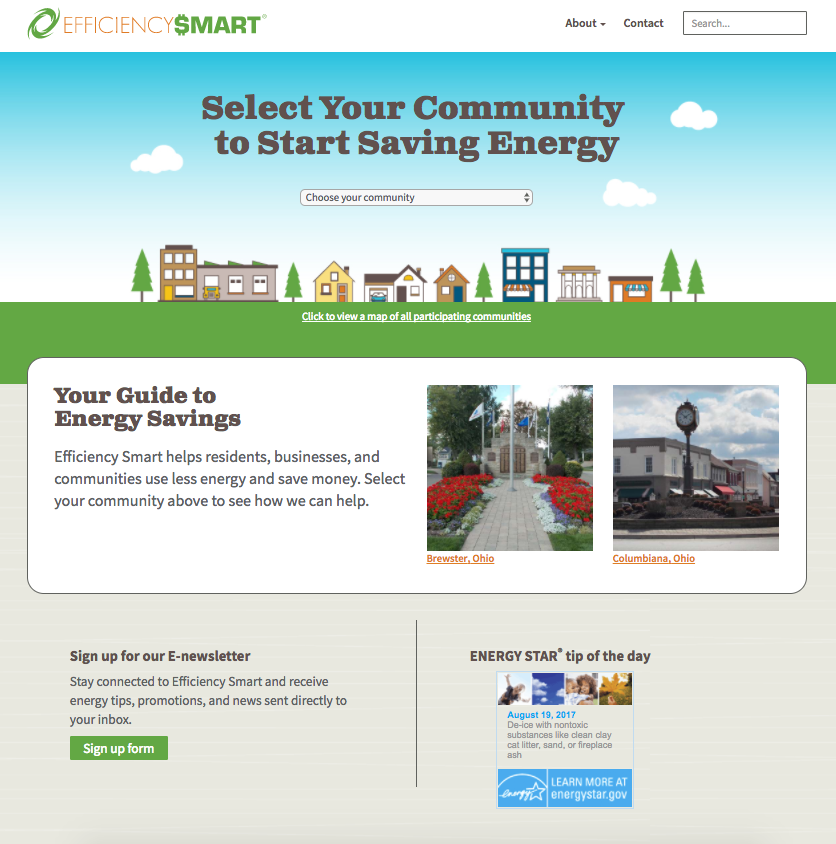 EFFICIENCY$MART®
About
Contact
Search...
Select Your Community
to Start Saving Energy
Choose your community
Click to view a map of all participating communities
Your Guide to
Energy Savings
Efficiency Smart helps residents, businesses, and
communities use less energy and save money. Select
your community above to see how we can help.
Brewster, Ohio
Columbiana, Ohio
Sign up for our E-newsletter
Stay connected to Efficiency Smart and receive
energy tips, promotions, and news sent directly to
your inbox.
Sign up form
ENERGY STAR® tip of the day
August 19, 2017
De-ice with nontoxic
substances like clean clay
cat litter, sand, or fireplace
ash
energy
LEARN MORE AT
energystar.gov